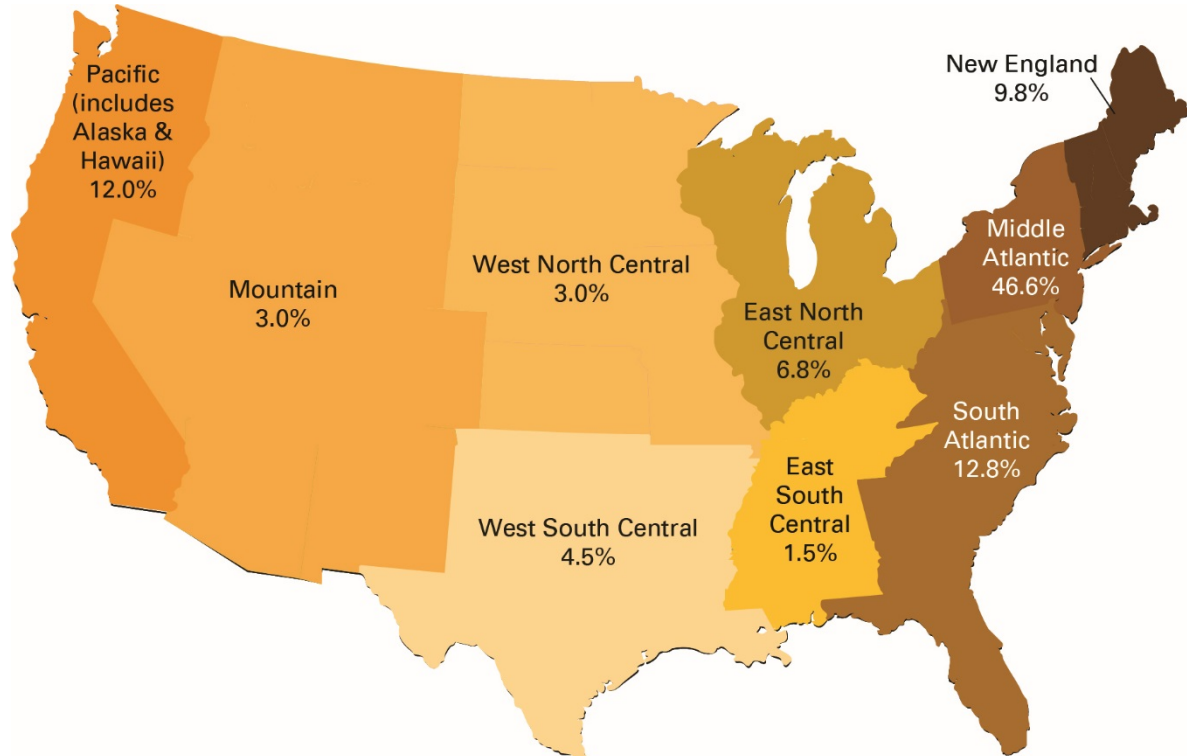 Pacific
(includes
Alaska &
Hawaii)
12.0%
Mountain
3.0%
West North Central
3.0%
West South Central
4.5%
East North
Central
6.8%
East
South
Central
1.5%
New England
9.8%
Middle
Atlantic
46.6%
South
Atlantic
12.8%